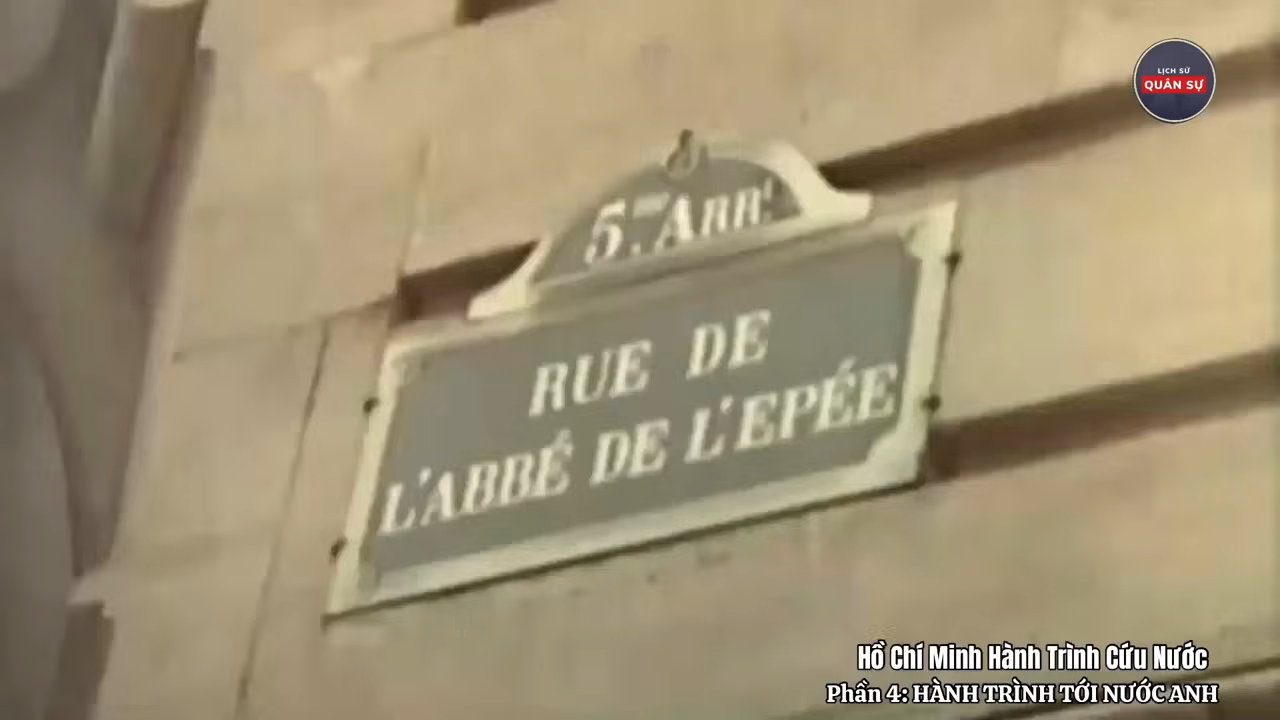 LỊCH SỬ
QUÂN SỰ
5me Arrt
RUE DE
L'ABBÉ DE L'EPÉE
Hồ Chí Minh Hành Trình Cứu Nước
Phần 4: HÀNH TRÌNH TỚI NƯỚC ANH